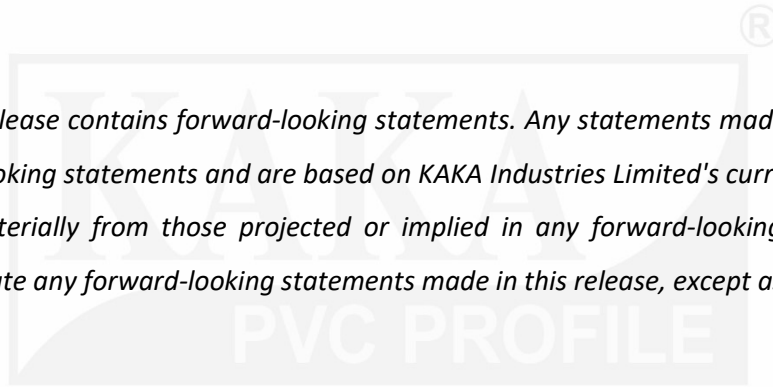 ®
KAKA
lease contains forward-looking statements. Any statements mad
oking statements and are based on KAKA Industries Limited's curr
terially from those projected or implied in any forward-looking
te any forward-looking statements made in this release, except a
PVC PROFILE